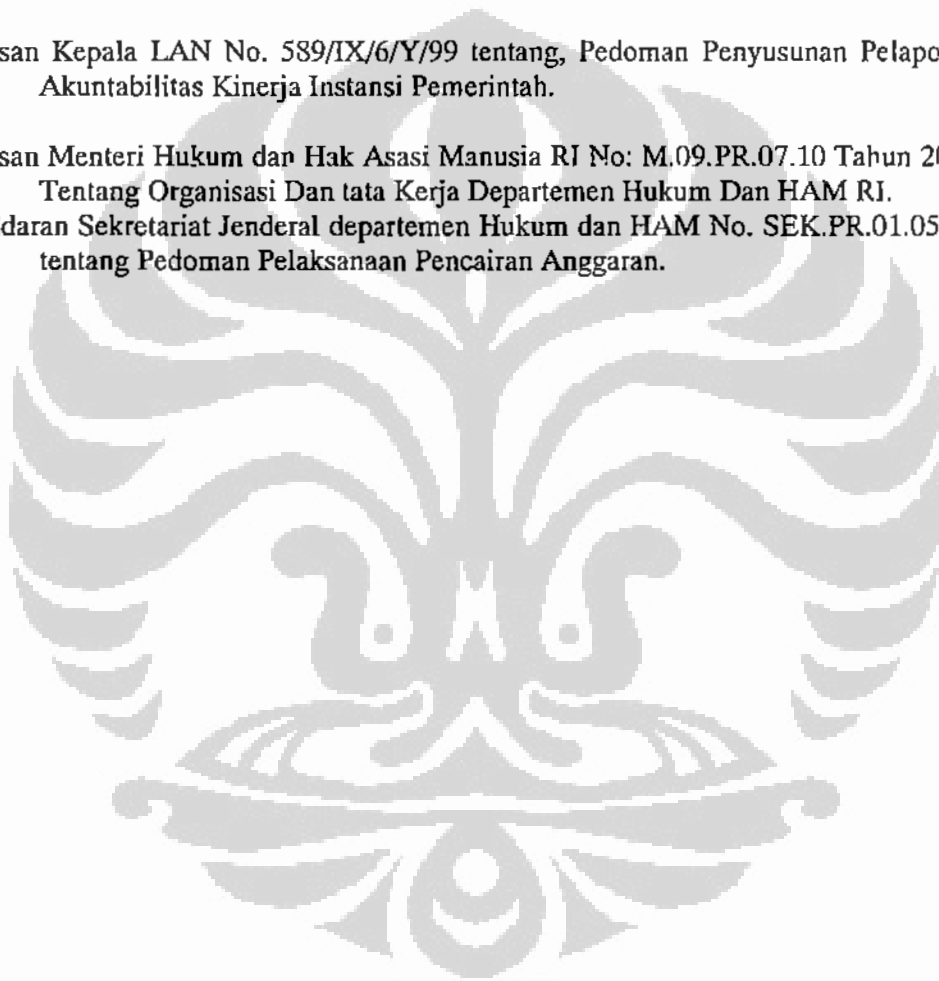 san Kepala LAN No. 589/IX/6/Y/99 tentang, Pedoman Penyusunan Pelapo
Akuntabilitas Kinerja Instansi Pemerintah.
san Menteri Hukum dan Hak Asasi Manusia RI No: M.09.PR.07.10 Tahun 20
Tentang Organisasi Dan tata Kerja Departemen Hukum Dan HAM RI.
daran Sekretariat Jenderal departemen Hukum dan HAM No. SEK.PR.01.05
tentang Pedoman Pelaksanaan Pencairan Anggaran.